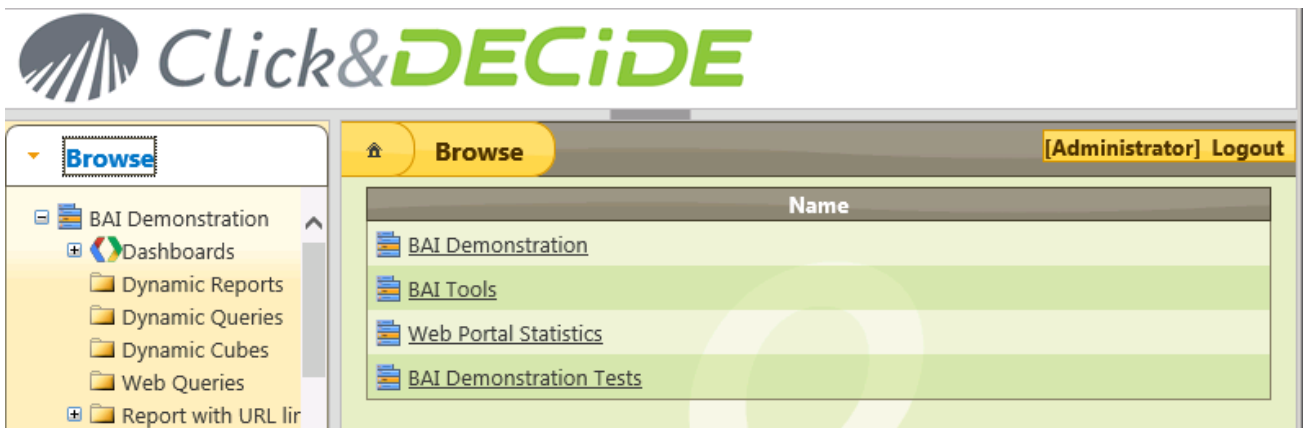 Click&DECiDE
Browse
BAI Demonstration
Dashboards
Dynamic Reports
Dynamic Queries
Dynamic Cubes
Web Queries
Report with URL
Browse
[Administrator] Logout
Name
BAI Demonstration
BAI Tools
Web Portal Statistics
BAI Demonstration Tests